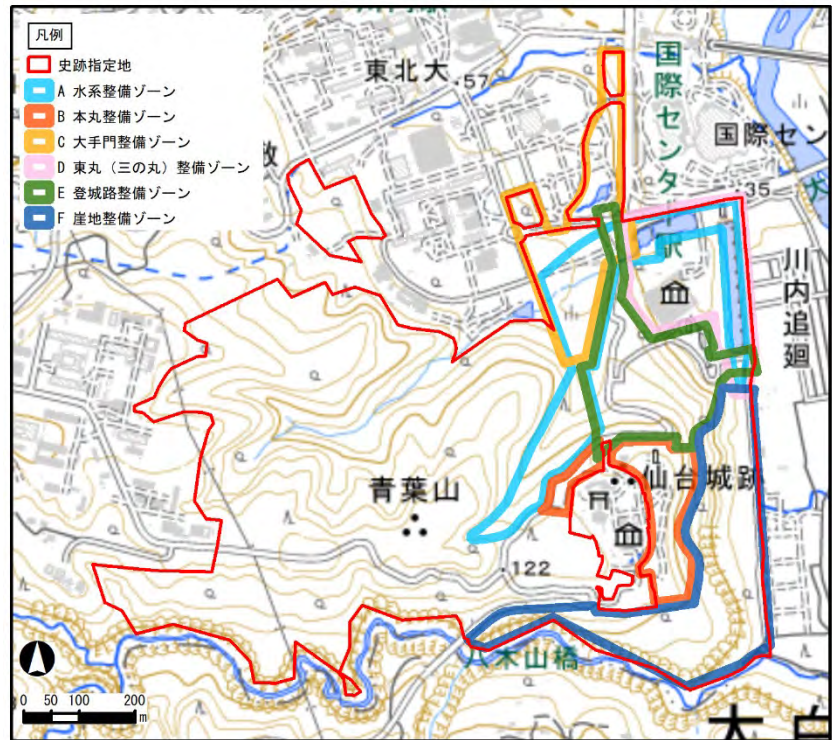 凡例
史跡指定地
A 水系整備ゾーン
B 本丸整備ゾーン
C 大手門整備ゾーン
D 東丸（三の丸）整備ゾーン
E 登城路整備ゾーン
F 崖地整備ゾーン
東北大
57
国際センタ
国際セン
35
川内追廻
青葉山
仙台城跡
122
八木山橋
0 50 100 200
m